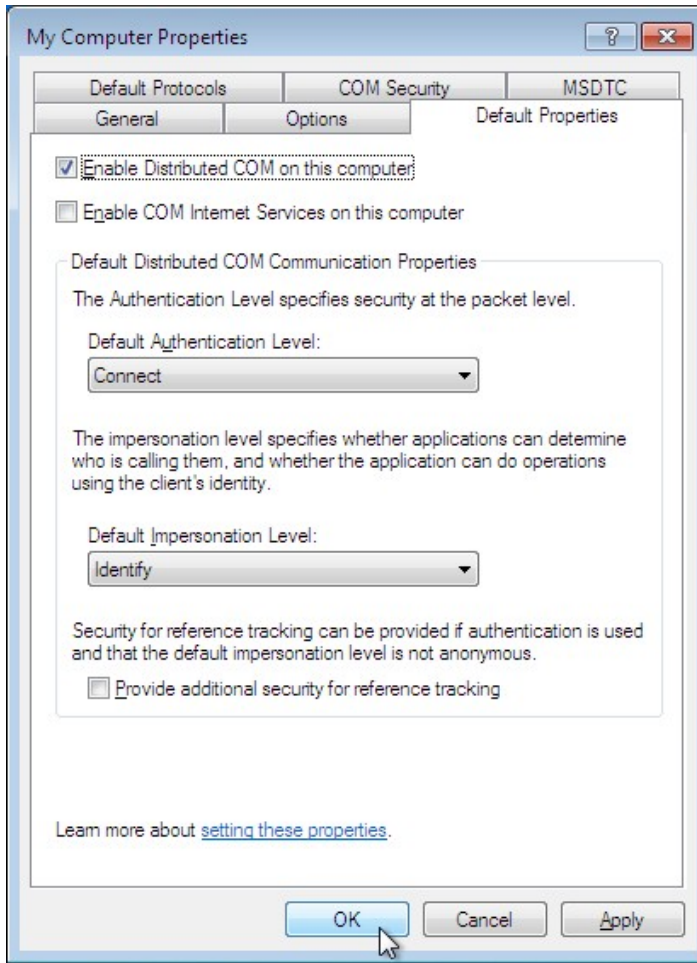 My Computer Properties
Default Protocols COM Security MSDTC
General Options Default Properties
Enable Distributed COM on this computer
Enable COM Internet Services on this computer
Default Distributed COM Communication Properties
The Authentication Level specifies security at the packet level.
Default Authentication Level:
Connect
The impersonation level specifies whether applications can determine
who is calling them, and whether the application can do operations
using the client's identity.
Default Impersonation Level:
Identify
Security for reference tracking can be provided if authentication is used
and that the default impersonation level is not anonymous.
Provide additional security for reference tracking
Learn more about setting these properties.
OK Cancel Apply